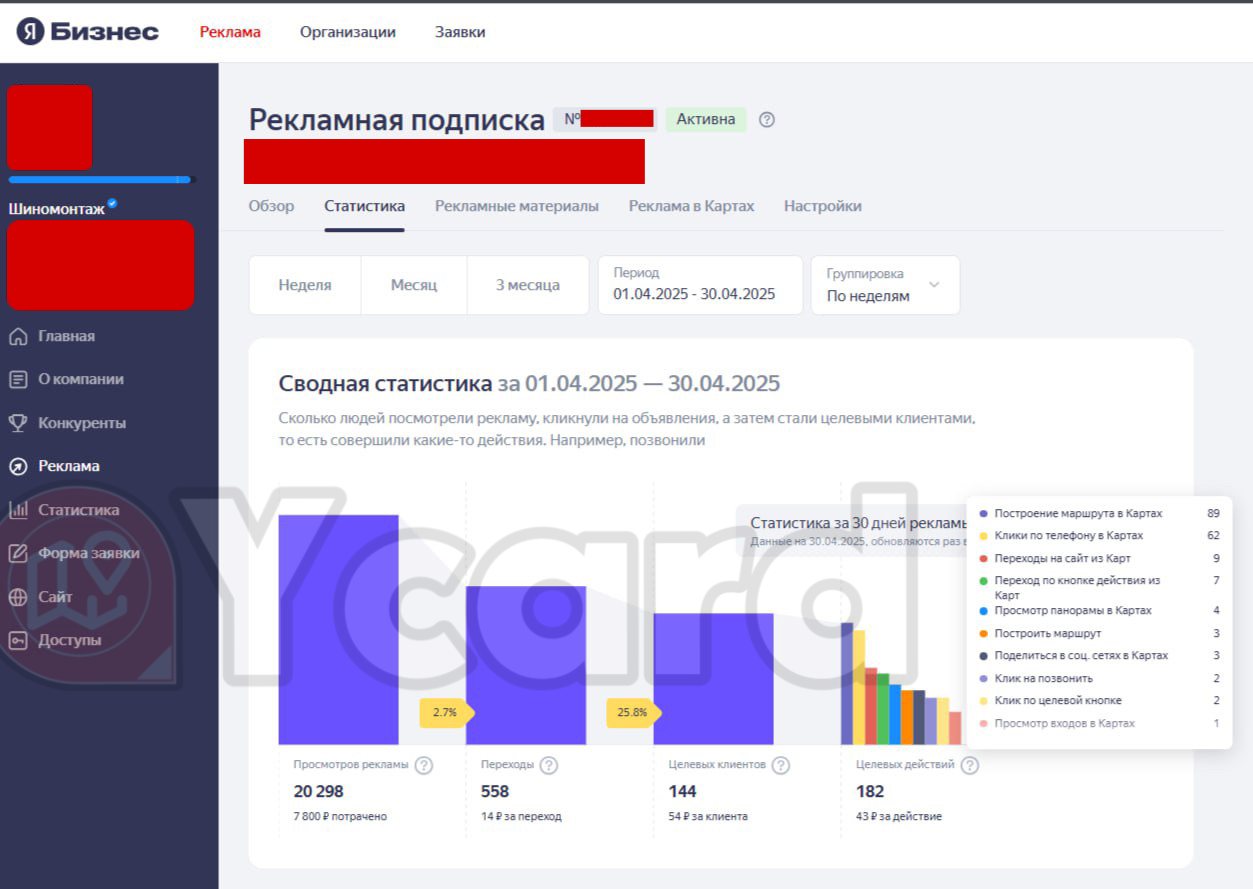 Я Бизнес
Реклама
Организации
Заявки
Рекламная подписка
№
Активна
?
Шиномонтаж
Обзор
Статистика
Рекламные материалы
Реклама в Картах
Настройки
Неделя
Месяц
3 месяца
Период
01.04.2025 - 30.04.2025
Группировка
По неделям
Главная
О компании
Конкуренты
Реклама
Статистика
Форма заявки
Сайт
Доступы
Сводная статистика за 01.04.2025 — 30.04.2025
Сколько людей посмотрели рекламу, кликнули на объявления, а затем стали целевыми клиентами,
то есть совершили какие-то действия. Например, позвонили
Ycard
Статистика за 30 дней рекламы
Данные на 30.04.2025, обновляются раз в
Построение маршрута в Картах 89
Клики по телефону в Картах 62
Переходы на сайт из Карт 9
Переход по кнопке действия из
Карт 7
Просмотр панорамы в Картах 4
Построить маршрут 3
Поделиться в соц. сетях в Картах 3
Клик на позвонить 2
Клик по целевой кнопке 2
Просмотр входов в Картах 1
2.7%
25.8%
Просмотров рекламы ?
20 298
7 800 ₽ потрачено
Переходы ?
558
14 ₽ за переход
Целевых клиентов ?
144
54 ₽ за клиента
Целевых действий ?
182
43 ₽ за действие